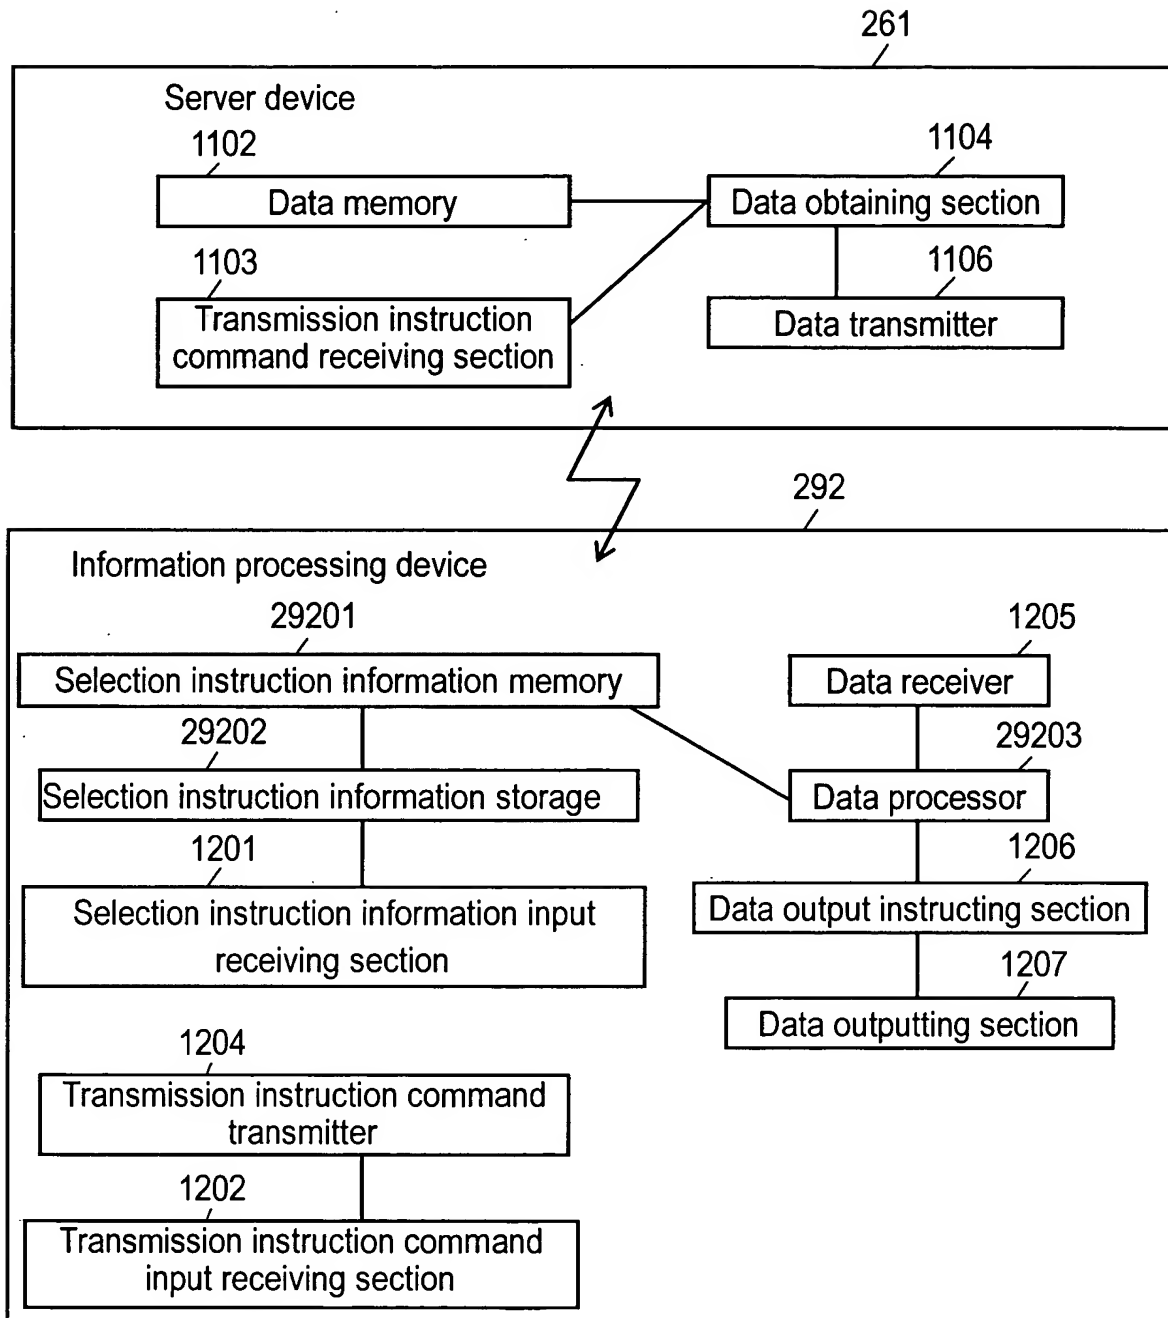 261
Server device
1102
Data memory
1104
Data obtaining section
1103
Transmission instruction
command receiving section
1106
Data transmitter
292
Information processing device
29201
Selection instruction information memory
1205
Data receiver
29202
Selection instruction information storage
29203
Data processor
1201
Selection instruction information input
receiving section
1206
Data output instructing section
1207
Data outputting section
1204
Transmission instruction command
transmitter
1202
Transmission instruction command
input receiving section